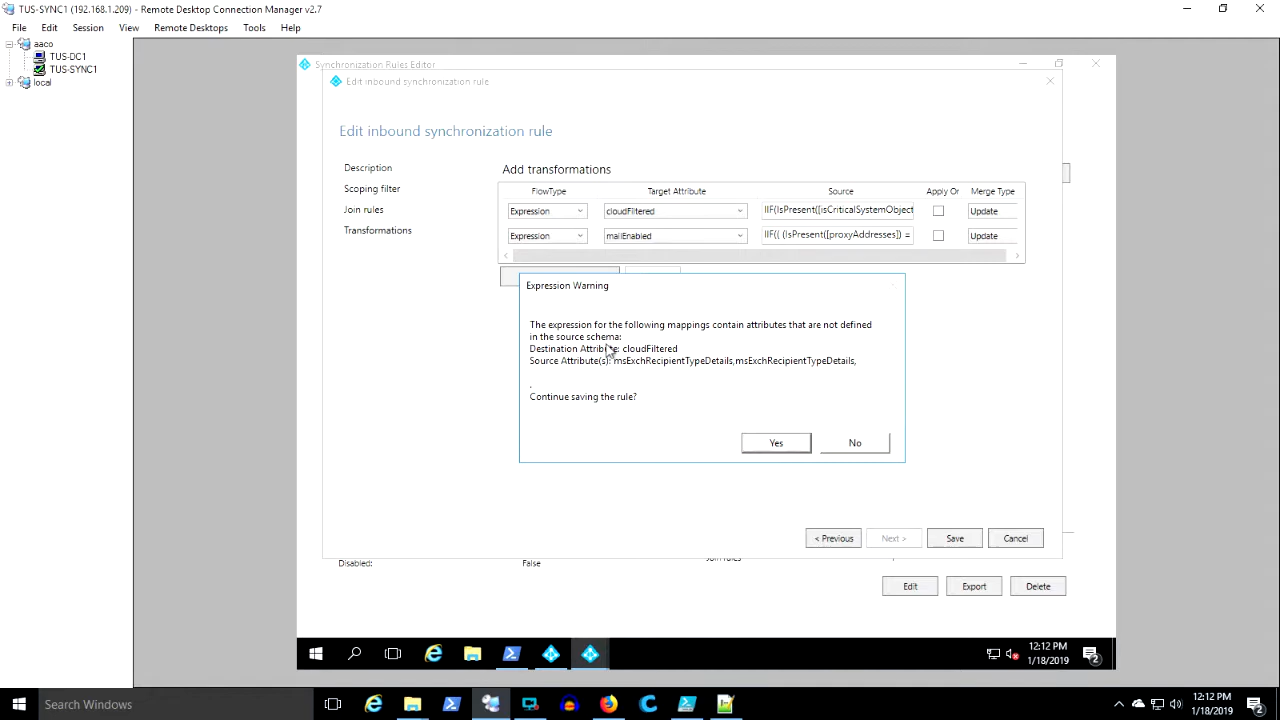 TUS-SYNC1 (192.168.1.209) - Remote Desktop Connection Manager v2.7
File Edit Session View Remote Desktops Tools Help
aaco
TUS-DC1
TUS-SYNC1
local
Synchronization Rules Editor
Edit inbound synchronization rule
Edit inbound synchronization rule
Description
Scoping filter
Join rules
Transformations
Add transformations
FlowType Target Attribute Source Apply Or Merge Type
Expression cloudFiltered IIF(IsPresent([isCriticalSystemObject Update
Expression mailEnabled IIF(( (IsPresent([proxyAddresses]) = Update
Expression Warning
The expression for the following mappings contain attributes that are not defined
in the source schema:
Destination Attribute: cloudFiltered
Source Attribute(s): msExchRecipientTypeDetails,msExchRecipientTypeDetails,
.
Continue saving the rule?
Yes No
< Previous Next > Save Cancel
Disabled: False Join rules
Edit Export Delete
12:12 PM
1/18/2019
2
Search Windows
12:12 PM
1/18/2019
2